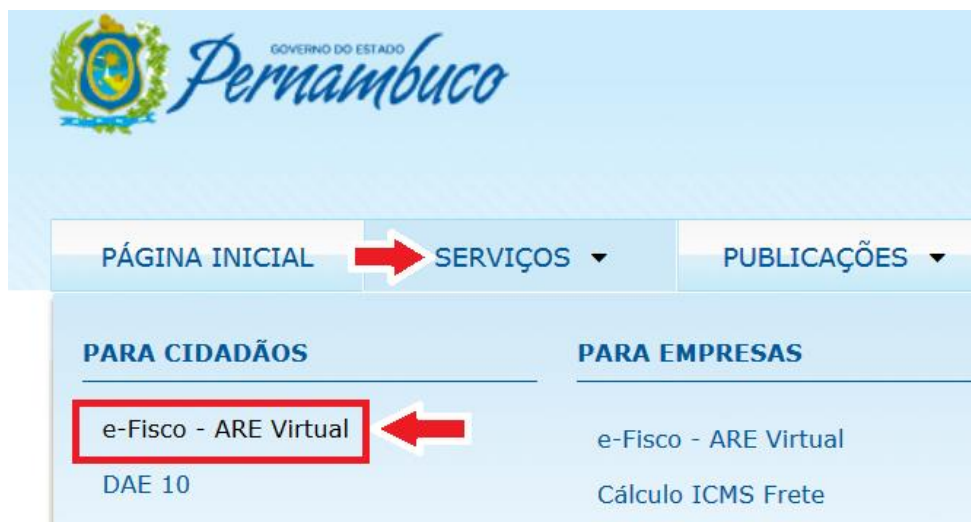 GOVERNO DO ESTADO
Pernambuco
PÁGINA INICIAL SERVIÇOS PUBLICAÇÕES
PARA CIDADÃOS
e-Fisco - ARE Virtual
DAE 10
PARA EMPRESAS
e-Fisco - ARE Virtual
Cálculo ICMS Frete